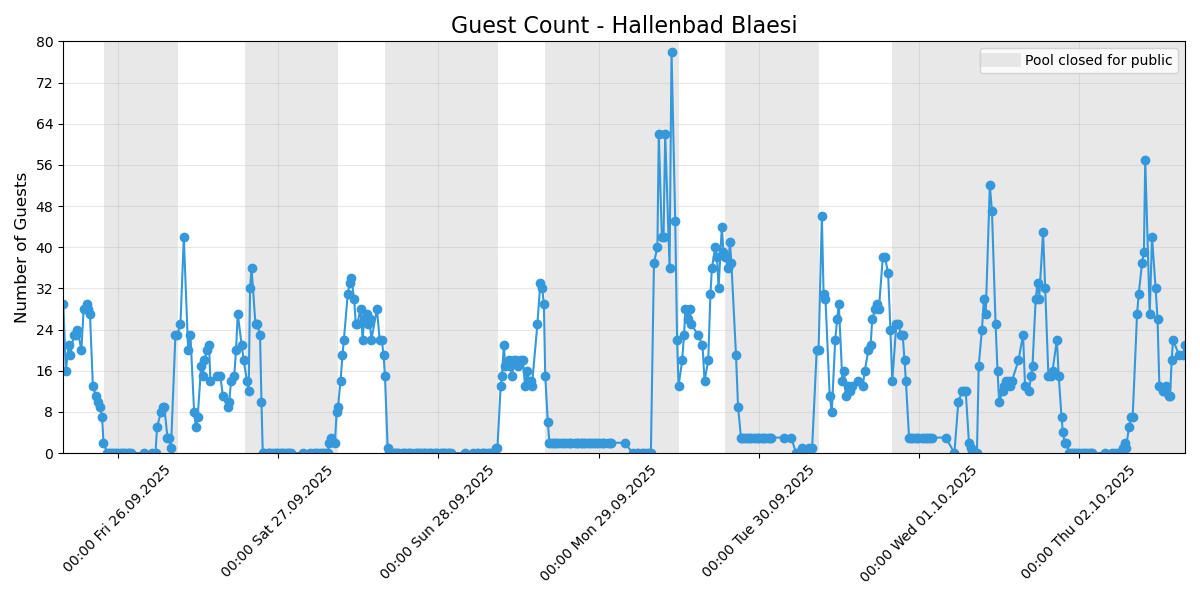 Guest Count - Hallenbad Blaesi
Number of Guests
80
72
64
56
48
40
32
24
16
8
0
Pool closed for public
00:00 Fri 26.09.2025
00:00 Sat 27.09.2025
00:00 Sun 28.09.2025
00:00 Mon 29.09.2025
00:00 Tue 30.09.2025
00:00 Wed 01.10.2025
00:00 Thu 02.10.2025